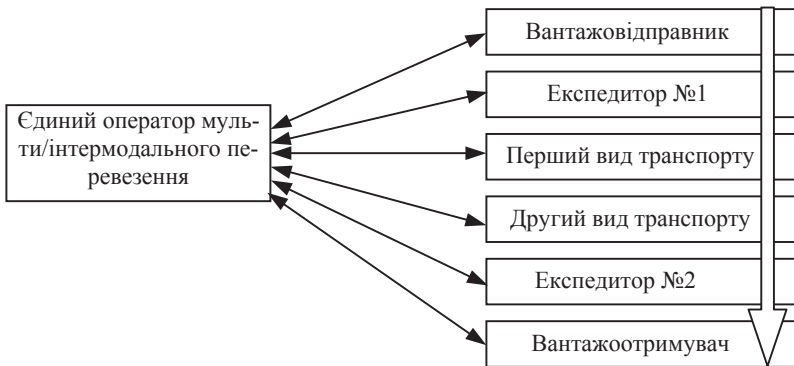 Вантажовідправник
Експедитор №1
Єдиний оператор муль-
ти/інтермодального пе-
ревезення
Перший вид транспорту
Другий вид транспорту
Експедитор №2
Вантажоотримувач